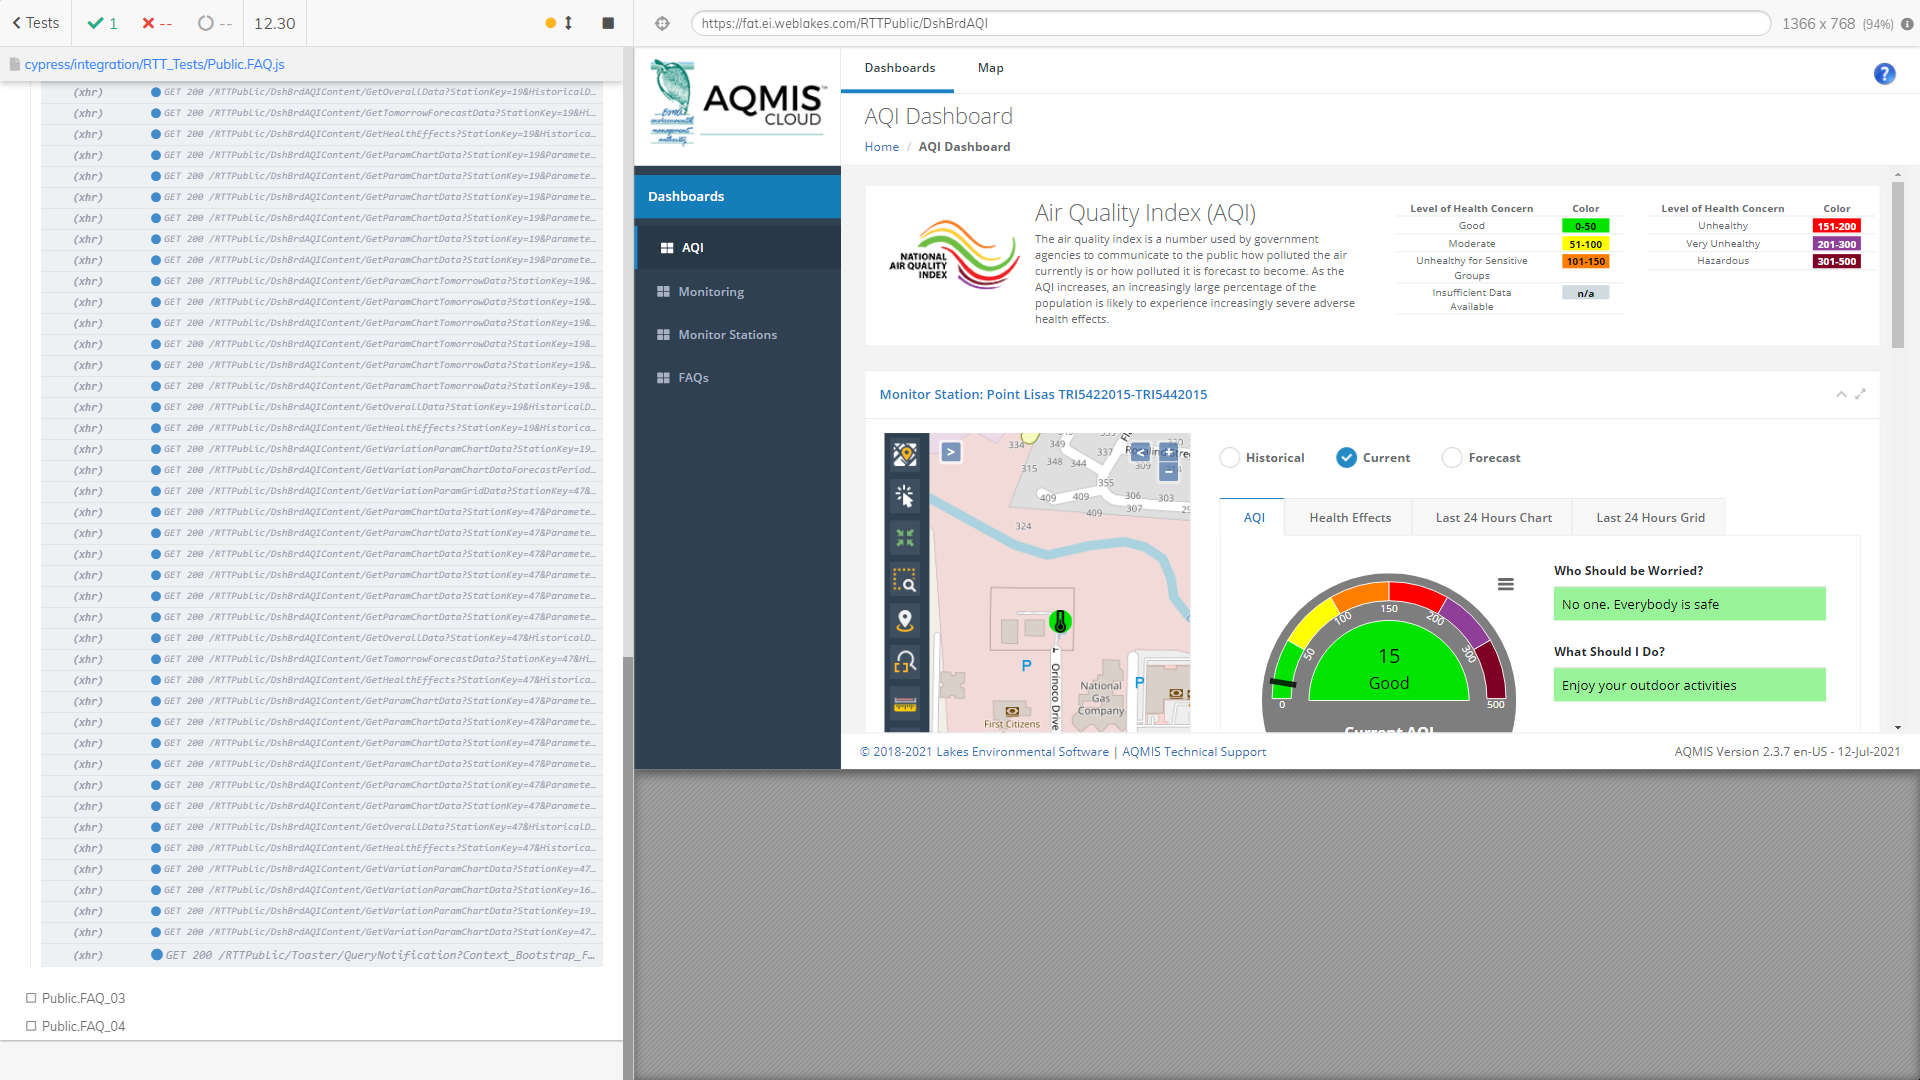 Tests
1
--
--
12.30
https://fat.ei.weblakes.com/RTTPublic/DshBrdAQI
1366 x 768 (94%)
cypress/integration/RTT_Tests/Public.FAQ.js
(xhr) GET 200 /RTTPublic/DshBrdAQIContent/GetOverallData?StationKey=19&HistoricalD...
(xhr) GET 200 /RTTPublic/DshBrdAQIContent/GetTomorrowForecastData?StationKey=19&Hi...
(xhr) GET 200 /RTTPublic/DshBrdAQIContent/GetHealthEffects?StationKey=19&Historica...
(xhr) GET 200 /RTTPublic/DshBrdAQIContent/GetParamChartData?StationKey=19&Paramete...
(xhr) GET 200 /RTTPublic/DshBrdAQIContent/GetParamChartData?StationKey=19&Paramete...
(xhr) GET 200 /RTTPublic/DshBrdAQIContent/GetParamChartData?StationKey=19&Paramete...
(xhr) GET 200 /RTTPublic/DshBrdAQIContent/GetParamChartData?StationKey=19&Paramete...
(xhr) GET 200 /RTTPublic/DshBrdAQIContent/GetParamChartData?StationKey=19&Paramete...
(xhr) GET 200 /RTTPublic/DshBrdAQIContent/GetParamChartData?StationKey=19&Paramete...
(xhr) GET 200 /RTTPublic/DshBrdAQIContent/GetParamChartTomorrowData?StationKey=19&...
(xhr) GET 200 /RTTPublic/DshBrdAQIContent/GetParamChartTomorrowData?StationKey=19&...
(xhr) GET 200 /RTTPublic/DshBrdAQIContent/GetParamChartTomorrowData?StationKey=19&...
(xhr) GET 200 /RTTPublic/DshBrdAQIContent/GetParamChartTomorrowData?StationKey=19&...
(xhr) GET 200 /RTTPublic/DshBrdAQIContent/GetParamChartTomorrowData?StationKey=19&...
(xhr) GET 200 /RTTPublic/DshBrdAQIContent/GetParamChartTomorrowData?StationKey=19&...
(xhr) GET 200 /RTTPublic/DshBrdAQIContent/GetOverallData?StationKey=19&HistoricalD...
(xhr) GET 200 /RTTPublic/DshBrdAQIContent/GetHealthEffects?StationKey=19&Historica...
(xhr) GET 200 /RTTPublic/DshBrdAQIContent/GetVariationParamChartData?StationKey=19...
(xhr) GET 200 /RTTPublic/DshBrdAQIContent/GetVariationParamChartDataForecastPeriod...
(xhr) GET 200 /RTTPublic/DshBrdAQIContent/GetVariationParamGridData?StationKey=47&...
(xhr) GET 200 /RTTPublic/DshBrdAQIContent/GetParamChartData?StationKey=47&Paramete...
(xhr) GET 200 /RTTPublic/DshBrdAQIContent/GetParamChartData?StationKey=47&Paramete...
(xhr) GET 200 /RTTPublic/DshBrdAQIContent/GetParamChartData?StationKey=47&Paramete...
(xhr) GET 200 /RTTPublic/DshBrdAQIContent/GetParamChartData?StationKey=47&Paramete...
(xhr) GET 200 /RTTPublic/DshBrdAQIContent/GetParamChartData?StationKey=47&Paramete...
(xhr) GET 200 /RTTPublic/DshBrdAQIContent/GetParamChartData?StationKey=47&Paramete...
(xhr) GET 200 /RTTPublic/DshBrdAQIContent/GetOverallData?StationKey=47&HistoricalD...
(xhr) GET 200 /RTTPublic/DshBrdAQIContent/GetTomorrowForecastData?StationKey=47&Hi...
(xhr) GET 200 /RTTPublic/DshBrdAQIContent/GetHealthEffects?StationKey=47&Historica...
(xhr) GET 200 /RTTPublic/DshBrdAQIContent/GetParamChartData?StationKey=47&Paramete...
(xhr) GET 200 /RTTPublic/DshBrdAQIContent/GetParamChartData?StationKey=47&Paramete...
(xhr) GET 200 /RTTPublic/DshBrdAQIContent/GetParamChartData?StationKey=47&Paramete...
(xhr) GET 200 /RTTPublic/DshBrdAQIContent/GetParamChartData?StationKey=47&Paramete...
(xhr) GET 200 /RTTPublic/DshBrdAQIContent/GetParamChartData?StationKey=47&Paramete...
(xhr) GET 200 /RTTPublic/DshBrdAQIContent/GetParamChartData?StationKey=47&Paramete...
(xhr) GET 200 /RTTPublic/DshBrdAQIContent/GetOverallData?StationKey=47&HistoricalD...
(xhr) GET 200 /RTTPublic/DshBrdAQIContent/GetHealthEffects?StationKey=47&Historica...
(xhr) GET 200 /RTTPublic/DshBrdAQIContent/GetVariationParamChartData?StationKey=47...
(xhr) GET 200 /RTTPublic/DshBrdAQIContent/GetVariationParamChartData?StationKey=16...
(xhr) GET 200 /RTTPublic/DshBrdAQIContent/GetVariationParamChartData?StationKey=19...
(xhr) GET 200 /RTTPublic/DshBrdAQIContent/GetVariationParamChartData?StationKey=47...
(xhr) GET 200 /RTTPublic/Toaster/QueryNotification?Context_Bootstrap_F...
Public.FAQ_03
Public.FAQ_04
environmental
management
authority
AQMIS™
CLOUD
Dashboards
AQI
Monitoring
Monitor Stations
FAQs
Dashboards
Map
?
AQI Dashboard
Home / AQI Dashboard
NATIONAL
AIR QUALITY
INDEX
Air Quality Index (AQI)
The air quality index is a number used by government
agencies to communicate to the public how polluted the air
currently is or how polluted it is forecast to become. As the
AQI increases, an increasingly large percentage of the
population is likely to experience increasingly severe adverse
health effects.
Level of Health Concern Color
Good 0-50
Moderate 51-100
Unhealthy for Sensitive
Groups 101-150
Insufficient Data
Available n/a
Level of Health Concern Color
Unhealthy 151-200
Very Unhealthy 201-300
Hazardous 301-500
Monitor Station: Point Lisas TRI5422015-TRI5442015
>
<
+
−
334
349
337
315
348
344
309
355
409
409
306
303
409
307
324
P
Orinoco Drive
National
Gas
Company
P
First Citizens
Historical
Current
Forecast
AQI
Health Effects
Last 24 Hours Chart
Last 24 Hours Grid
0
50
100
150
200
300
500
15
Good
Current AQI
Who Should be Worried?
No one. Everybody is safe
What Should I Do?
Enjoy your outdoor activities
© 2018-2021 Lakes Environmental Software | AQMIS Technical Support
AQMIS Version 2.3.7 en-US - 12-Jul-2021